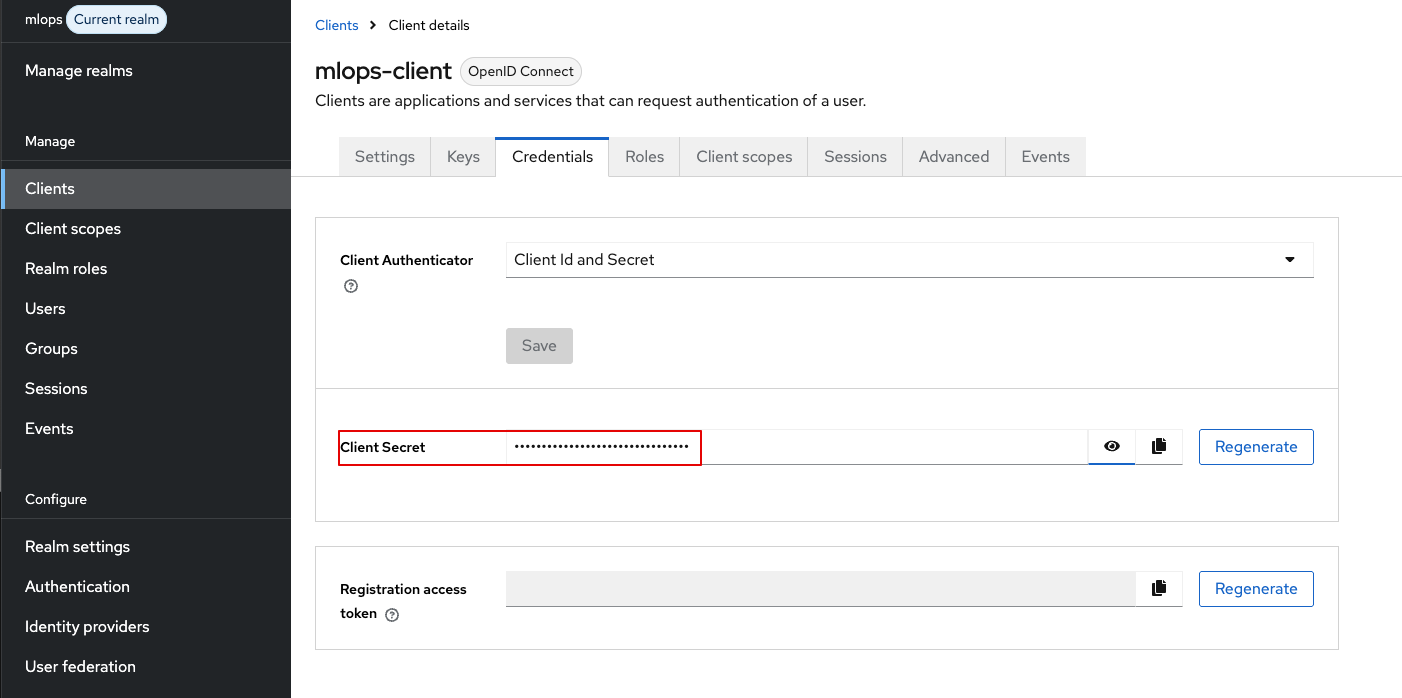 mlops Current realm
Manage realms
Manage
Clients
Client scopes
Realm roles
Users
Groups
Sessions
Events
Configure
Realm settings
Authentication
Identity providers
User federation
Clients > Client details
mlops-client OpenID Connect
Clients are applications and services that can request authentication of a user.
Settings Keys Credentials Roles Client scopes Sessions Advanced Events
Client Authenticator Client Id and Secret
Save
Client Secret •••••••••••••••••••••••••••••••• Regenerate
Registration access Regenerate
token